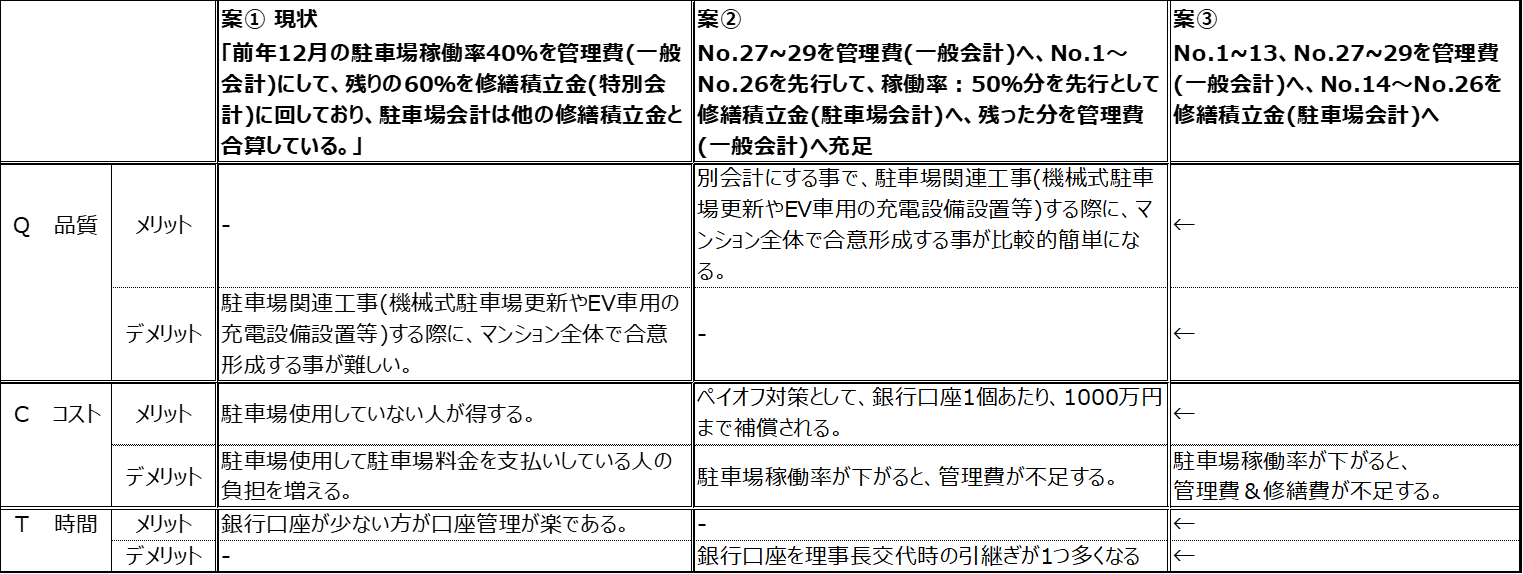 案① 現状
「前年12月の駐車場稼働率40%を管理費(一般
会計)にして、残りの60%を修繕積立金(特別会
計)に回しており、駐車場会計は他の修繕積立金と
合算している。」
案②
No.27~29を管理費(一般会計)へ、No.1～
No.26を先行して、稼働率：50%分を先行として
修繕積立金(駐車場会計)へ、残った分を管理費
(一般会計)へ充足
案③
No.1~13、No.27~29を管理費
(一般会計)へ、No.14～No.26を
修繕積立金(駐車場会計)へ
Q 品質
メリット
-
別会計にする事で、駐車場関連工事(機械式駐車
場更新やEV車用の充電設備設置等)する際に、マ
ンション全体で合意形成する事が比較的簡単にな
る。
←
デメリット
駐車場関連工事(機械式駐車場更新やEV車用の
充電設備設置等)する際に、マンション全体で合意
形成する事が難しい。
-
←
C コスト
メリット
駐車場使用していない人が得する。
ペイオフ対策として、銀行口座1個あたり、1000万円
まで補償される。
←
デメリット
駐車場使用して駐車場料金を支払いしている人の
負担を増える。
駐車場稼働率が下がると、管理費が不足する。
駐車場稼働率が下がると、
管理費＆修繕費が不足する。
T 時間
メリット
銀行口座が少ない方が口座管理が楽である。
-
←
デメリット
-
銀行口座を理事長交代時の引継ぎが1つ多くなる
←